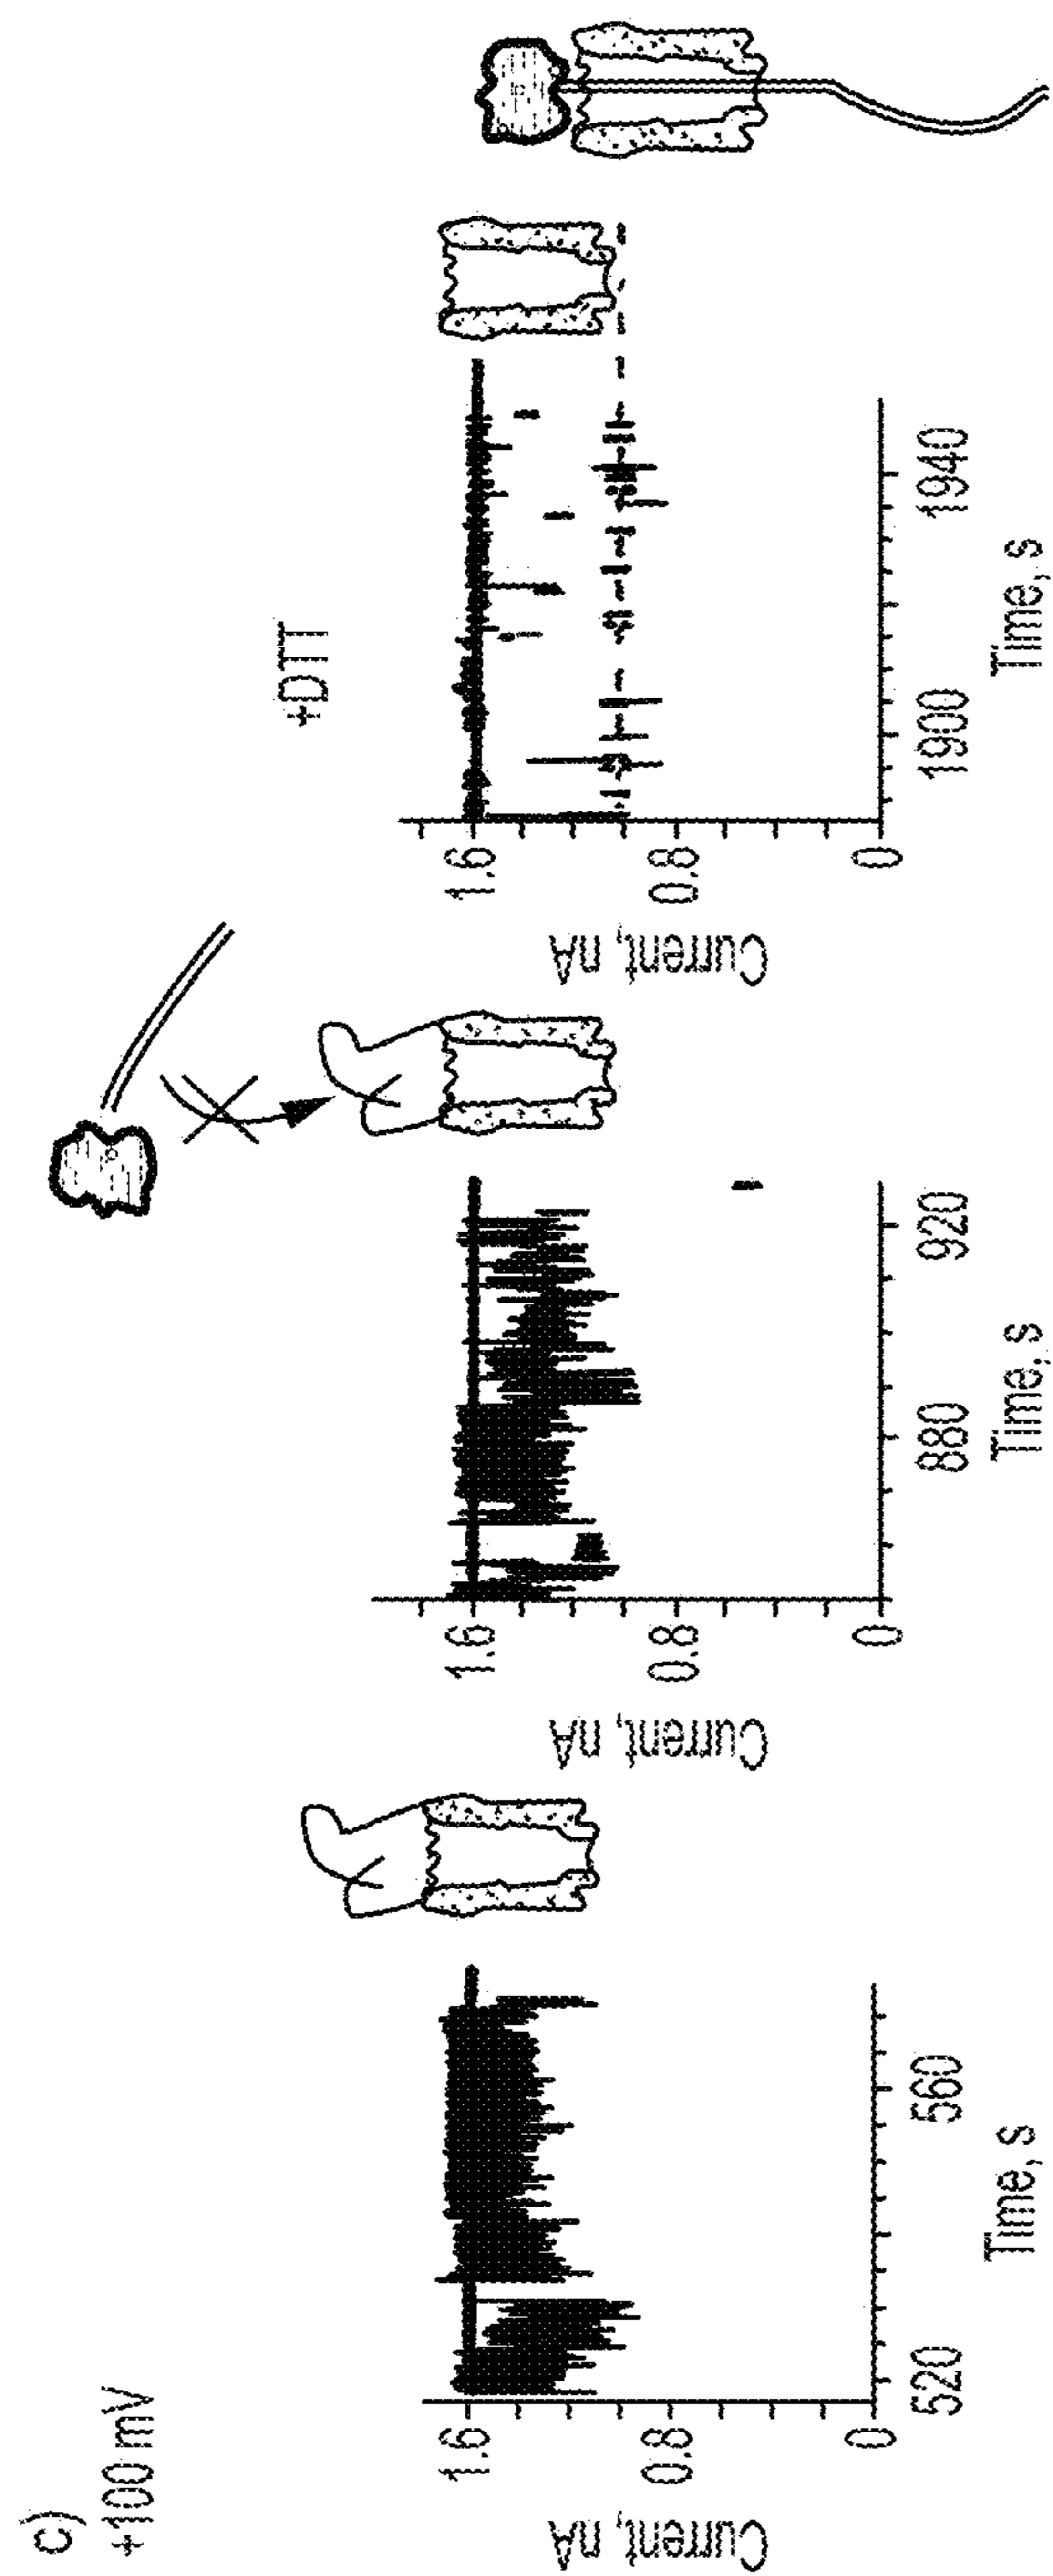 c)
+100 mV
Current, nA
1.6
0.8
0
520
560
Time, s
Current, nA
1.6
0.8
0
880
920
Time, s
+DTT
Current, nA
1.6
0.8
0
1900
1940
Time, s